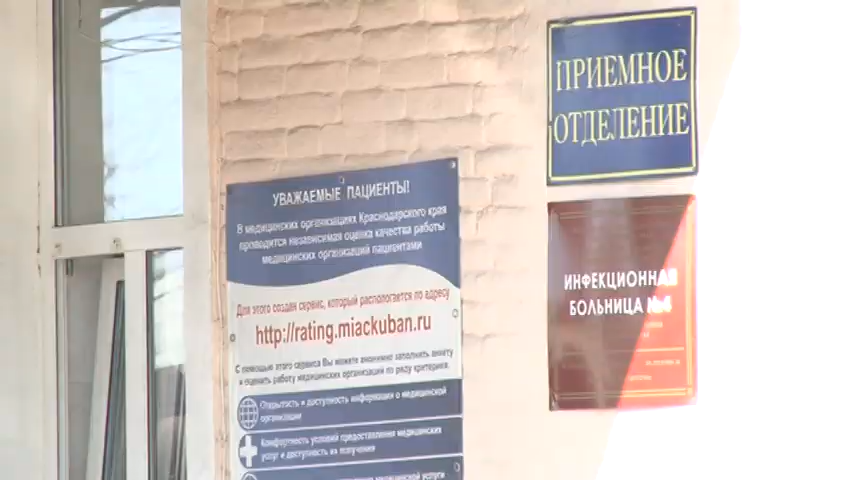 ПРИЕМНОЕ
ОТДЕЛЕНИЕ
УВАЖАЕМЫЕ ПАЦИЕНТЫ!
В медицинских организациях Краснодарского края
проводится независимая оценка качества работы
медицинских организаций пациентами
Для этого создан сервис, который распологается по адресу
http://rating.miackuban.ru
С помощью этого сервиса Вы можете анонимно заполнить анкету
и оценить работу медицинских организаций по ряду критериев.
Открытость и доступность информации о медицинской
организации
Комфортность условий предоставления медицинских
услуг и доступность их получения
медицинской услуги
ИНФЕКЦИОННАЯ
БОЛЬНИЦА №4